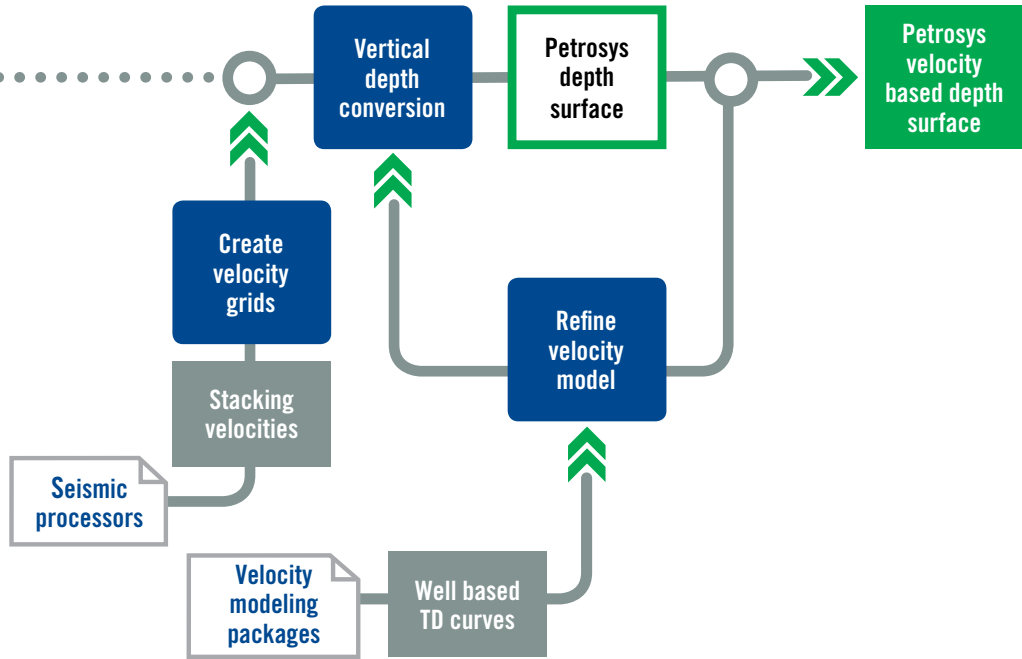 Vertical
depth
conversion
Petrosys
depth
surface
Petrosys
velocity
based depth
surface
Create
velocity
grids
Refine
velocity
model
Stacking
velocities
Seismic
processors
Velocity
modeling
packages
Well based
TD curves